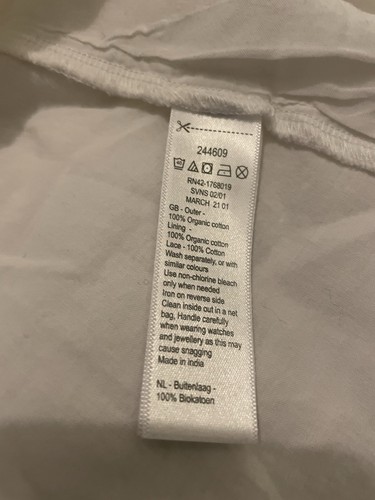 244609
40
RN42-1768019
SVNS 02/01
MARCH 21 01
GB - Outer -
100% Organic cotton
Lining -
100% Organic cotton
Lace - 100% Cotton
Wash separately, or with
similar colours
Use non-chlorine bleach
only when needed
Iron on reverse side
Clean inside out in a net
bag, Handle carefully
when wearing watches
and jewellery as this may
cause snagging
Made in india
NL - Buitenlaag -
100% Biokatoen